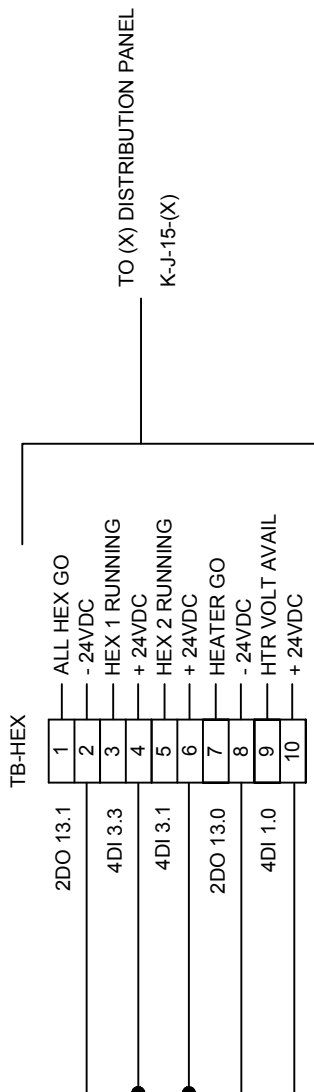 TO (X) DISTRIBUTION PANEL
K-J-15-(X)
TB-HEX
2DO 13.1 1 ALL HEX GO
2 - 24VDC
4DI 3.3 3 HEX 1 RUNNING
4 + 24VDC
4DI 3.1 5 HEX 2 RUNNING
6 + 24VDC
2DO 13.0 7 HEATER GO
8 - 24VDC
4DI 1.0 9 HTR VOLT AVAIL
10 + 24VDC